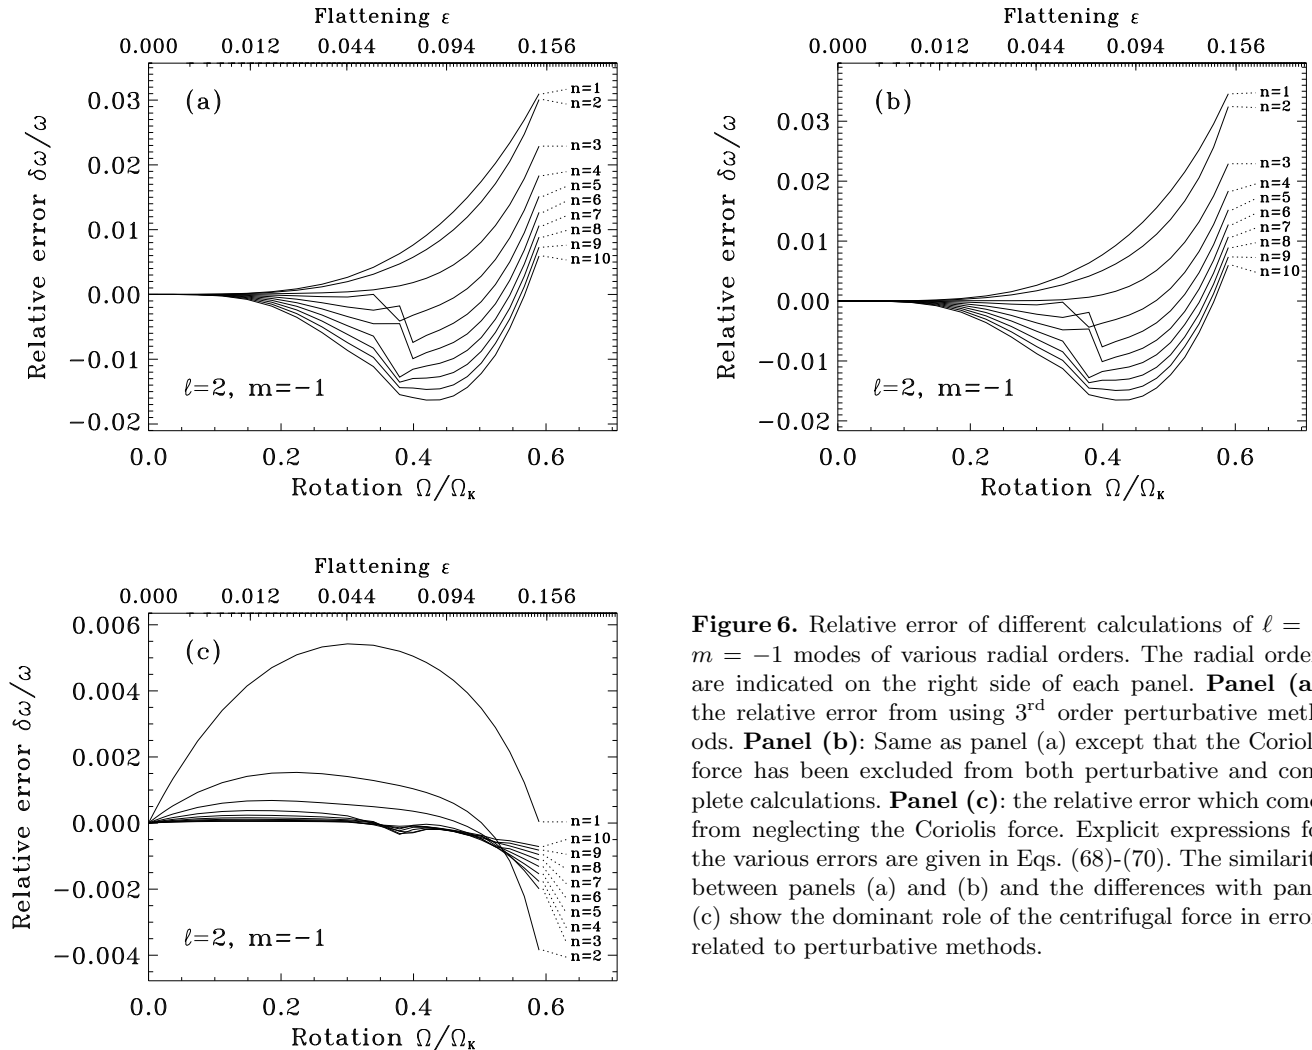 Flattening ε
0.000 0.012 0.044 0.094 0.156
Relative error δω/ω
0.03
0.02
0.01
0.00
−0.01
−0.02
(a)
n=1
n=2
n=3
n=4
n=5
n=6
n=7
n=8
n=9
n=10
ℓ=2, m=−1
0.0 0.2 0.4 0.6
Rotation Ω/Ω_K
Flattening ε
0.000 0.012 0.044 0.094 0.156
Relative error δω/ω
0.03
0.02
0.01
0.00
−0.01
−0.02
(b)
n=1
n=2
n=3
n=4
n=5
n=6
n=7
n=8
n=9
n=10
ℓ=2, m=−1
0.0 0.2 0.4 0.6
Rotation Ω/Ω_K
Flattening ε
0.000 0.012 0.044 0.094 0.156
Relative error δω/ω
0.006
0.004
0.002
0.000
−0.002
−0.004
(c)
n=1
n=10
n=9
n=8
n=7
n=6
n=5
n=4
n=3
n=2
ℓ=2, m=−1
0.0 0.2 0.4 0.6
Rotation Ω/Ω_K
Figure 6. Relative error of different calculations of ℓ =
m = −1 modes of various radial orders. The radial order
are indicated on the right side of each panel. Panel (a
the relative error from using 3rd order perturbative meth
ods. Panel (b): Same as panel (a) except that the Coriol
force has been excluded from both perturbative and com
plete calculations. Panel (c): the relative error which come
from neglecting the Coriolis force. Explicit expressions fo
the various errors are given in Eqs. (68)-(70). The similarit
between panels (a) and (b) and the differences with pan
(c) show the dominant role of the centrifugal force in error
related to perturbative methods.